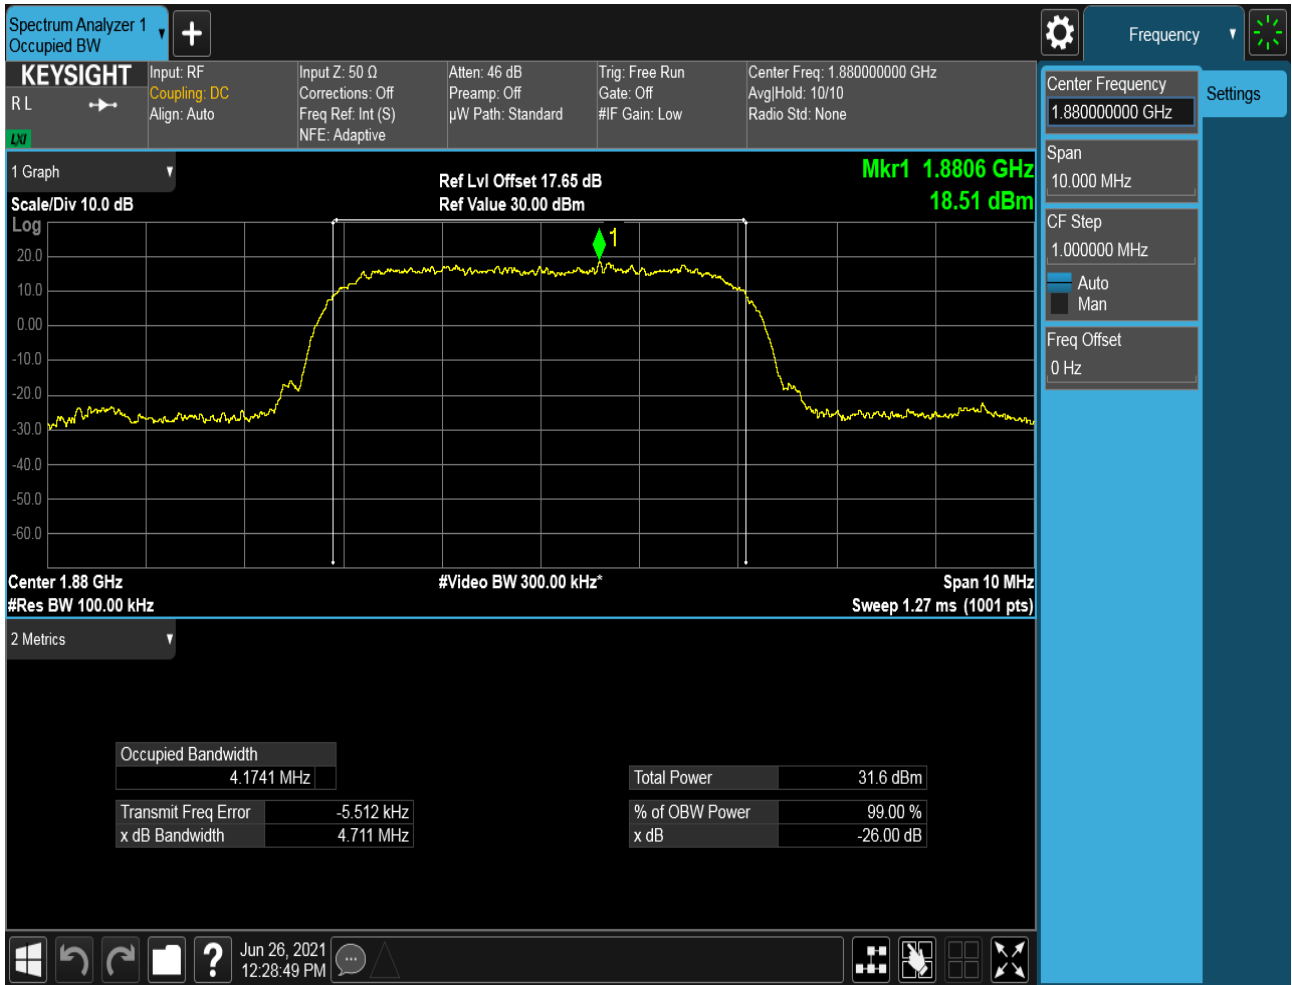 Spectrum Analyzer 1
Occupied BW
+
Frequency
KEYSIGHT
R L
LXI
Input: RF
Coupling: DC
Align: Auto
Input Z: 50 Ω
Corrections: Off
Freq Ref: Int (S)
NFE: Adaptive
Atten: 46 dB
Preamp: Off
µW Path: Standard
Trig: Free Run
Gate: Off
#IF Gain: Low
Center Freq: 1.880000000 GHz
Avg|Hold: 10/10
Radio Std: None
Center Frequency
1.880000000 GHz
Settings
Span
10.000 MHz
CF Step
1.000000 MHz
Auto
Man
Freq Offset
0 Hz
1 Graph
Scale/Div 10.0 dB
Ref Lvl Offset 17.65 dB
Ref Value 30.00 dBm
Mkr1 1.8806 GHz
18.51 dBm
Log
1
20.0
10.0
0.00
-10.0
-20.0
-30.0
-40.0
-50.0
-60.0
Center 1.88 GHz
#Video BW 300.00 kHz*
Span 10 MHz
#Res BW 100.00 kHz
Sweep 1.27 ms (1001 pts)
2 Metrics
Occupied Bandwidth
4.1741 MHz
Total Power 31.6 dBm
Transmit Freq Error -5.512 kHz
% of OBW Power 99.00 %
x dB Bandwidth 4.711 MHz
x dB -26.00 dB
?
Jun 26, 2021
12:28:49 PM